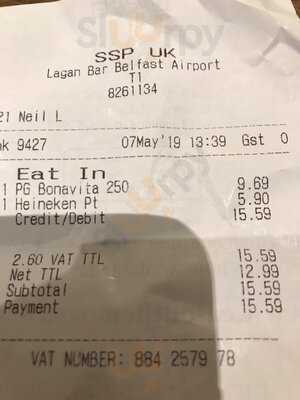 SSP UK
Lagan Bar Belfast Airport
T1
8261134
21 Neil L
9427 07May'19 13:39 Gst 0
Eat In
1 PG Bonavita 250 9.69
1 Heineken Pt 5.90
Credit/Debit 15.59
2.60 VAT TTL 15.59
Net TTL 12.99
Subtotal 15.59
Payment 15.59
VAT NUMBER: 884 2579 78